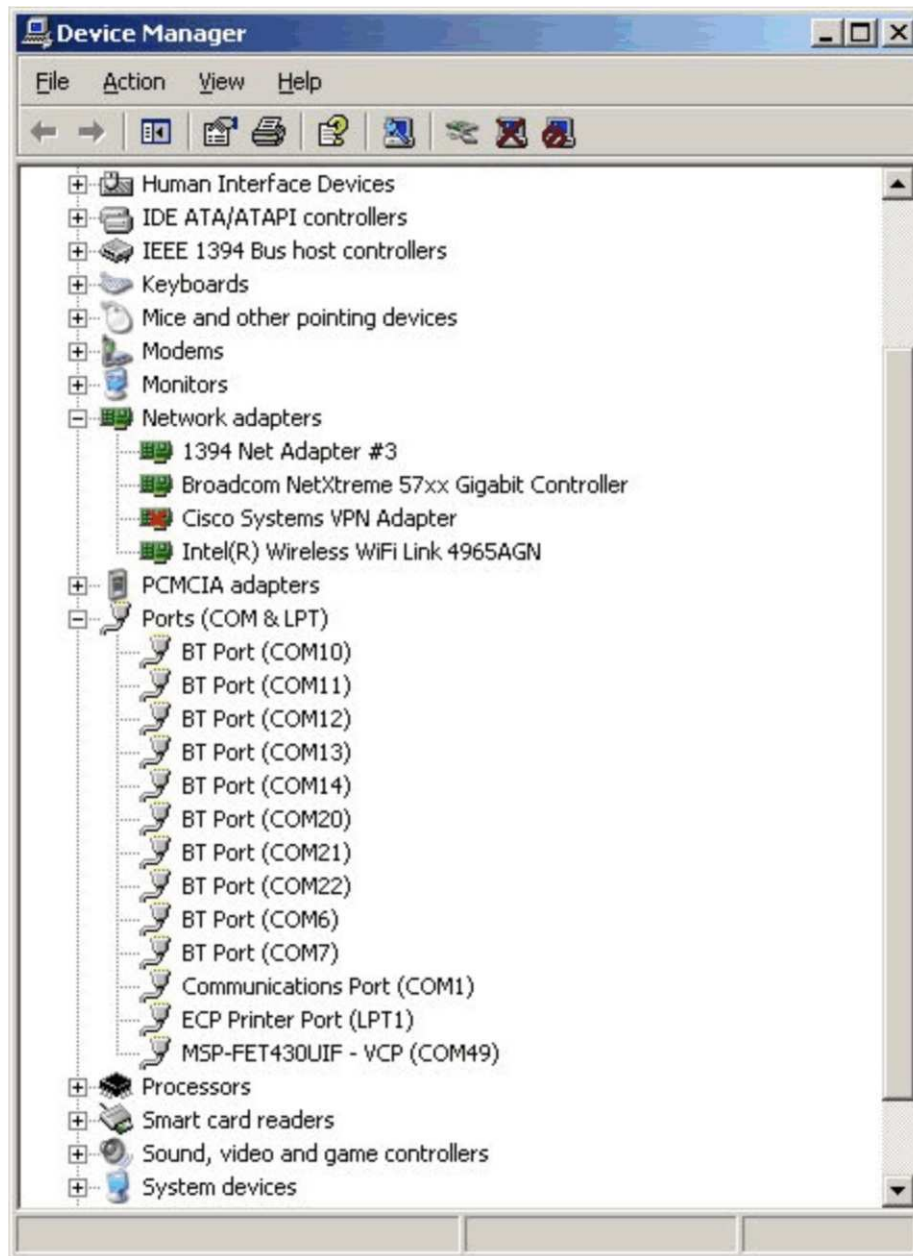 Device Manager
File Action View Help
Human Interface Devices
IDE ATA/ATAPI controllers
IEEE 1394 Bus host controllers
Keyboards
Mice and other pointing devices
Modems
Monitors
Network adapters
1394 Net Adapter #3
Broadcom NetXtreme 57xx Gigabit Controller
Cisco Systems VPN Adapter
Intel(R) Wireless WiFi Link 4965AGN
PCMCIA adapters
Ports (COM & LPT)
BT Port (COM10)
BT Port (COM11)
BT Port (COM12)
BT Port (COM13)
BT Port (COM14)
BT Port (COM20)
BT Port (COM21)
BT Port (COM22)
BT Port (COM6)
BT Port (COM7)
Communications Port (COM1)
ECP Printer Port (LPT1)
MSP-FET430UIF - VCP (COM49)
Processors
Smart card readers
Sound, video and game controllers
System devices